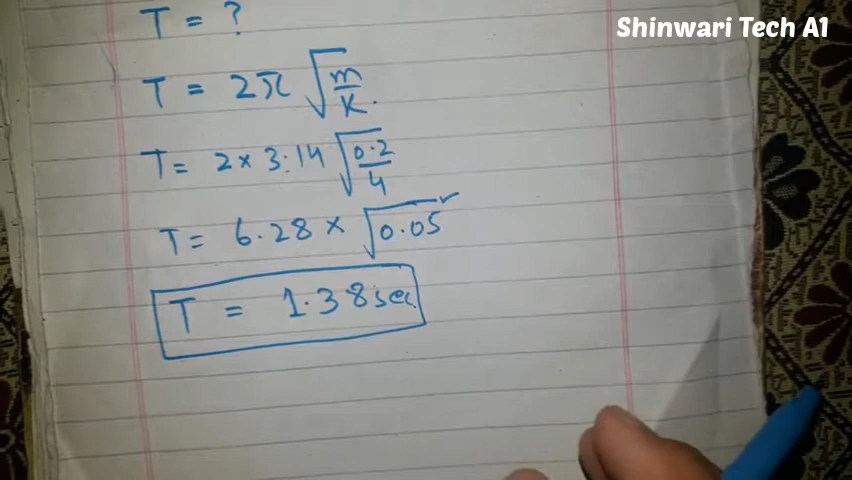 Shinwari Tech A1
T = ?
T = 2π √m/K.
T = 2 × 3.14 √0.2/4
T = 6.28 × √0.05
T = 1.38 sec